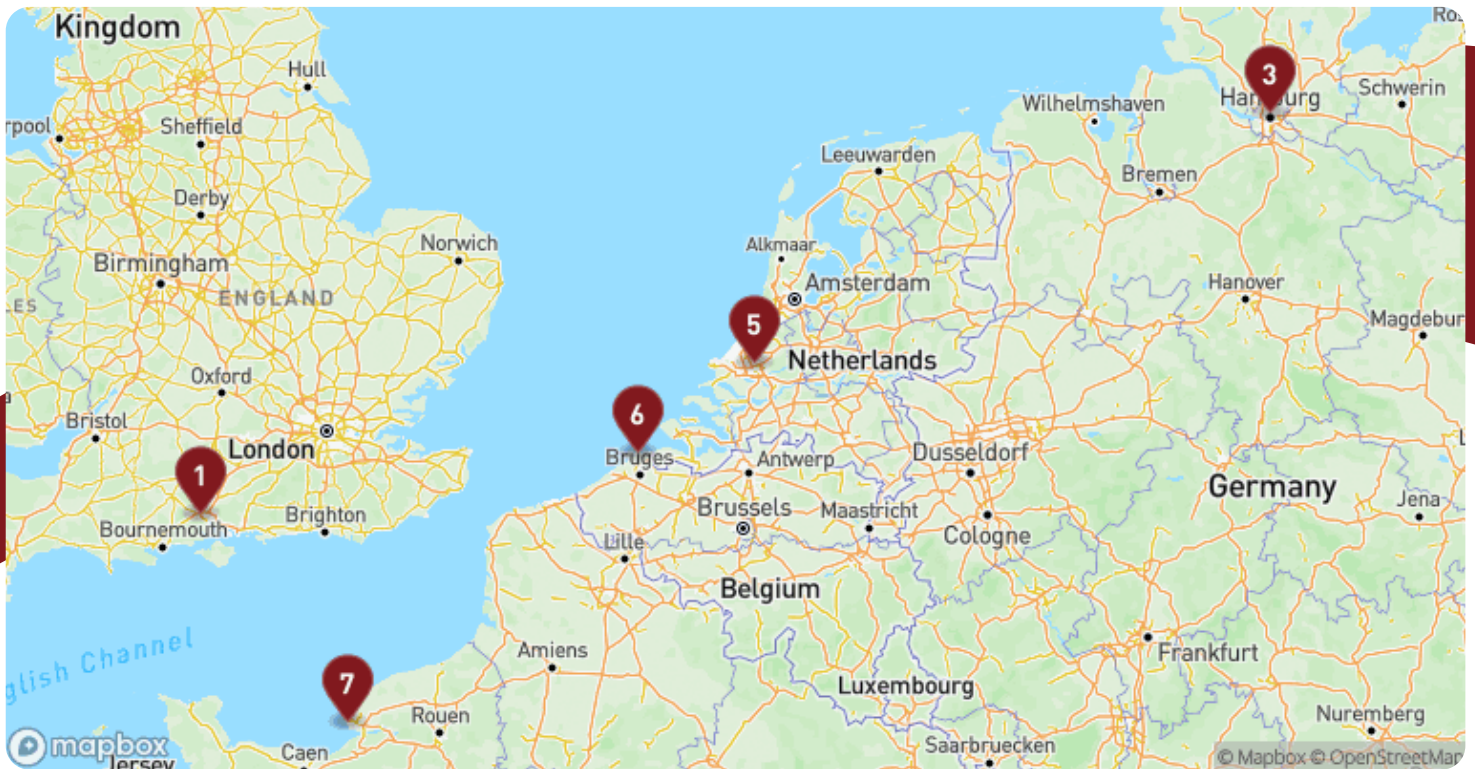 Kingdom
Hull
Ro
3
Schwerin
Hamburg
Wilhelmshaven
rpool
Sheffield
Leeuwarden
Bremen
Derby
Norwich
Alkmaar
Birmingham
Amsterdam
Hanover
LES
ENGLAND
5
Magdebur
Netherlands
Oxford
a
6
Bristol
London
Bruges
Antwerp
Dusseldorf
L
1
Germany
Brussels
Maastricht
Jena
Bournemouth
Brighton
Cologne
Lille
Belgium
glish Channel
Amiens
Frankfurt
7
Luxembourg
Rouen
Nuremberg
mapbox
Caen
Saarbruecken
© Mapbox © OpenStreetMap
Jersey